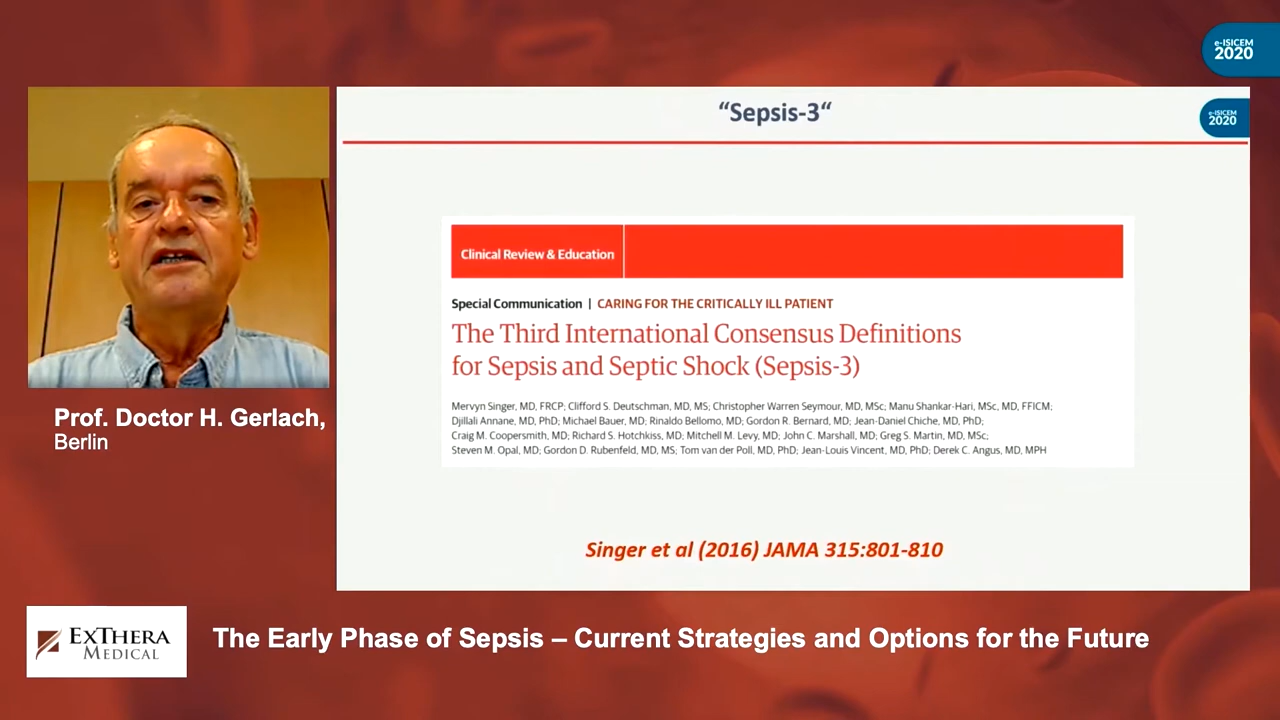 e-ISICEM
2020
“Sepsis-3“
e-ISICEM
2020
Clinical Review & Education
Special Communication | CARING FOR THE CRITICALLY ILL PATIENT
The Third International Consensus Definitions
for Sepsis and Septic Shock (Sepsis-3)
Mervyn Singer, MD, FRCP; Clifford S. Deutschman, MD, MS; Christopher Warren Seymour, MD, MSc; Manu Shankar-Hari, MSc, MD, FFICM;
Djillali Annane, MD, PhD; Michael Bauer, MD; Rinaldo Bellomo, MD; Gordon R. Bernard, MD; Jean-Daniel Chiche, MD, PhD;
Craig M. Coopersmith, MD; Richard S. Hotchkiss, MD; Mitchell M. Levy, MD; John C. Marshall, MD; Greg S. Martin, MD, MSc;
Steven M. Opal, MD; Gordon D. Rubenfeld, MD, MS; Tom van der Poll, MD, PhD; Jean-Louis Vincent, MD, PhD; Derek C. Angus, MD, MPH
Singer et al (2016) JAMA 315:801-810
Prof. Doctor H. Gerlach,
Berlin
EXTHERA
MEDICAL
The Early Phase of Sepsis – Current Strategies and Options for the Future